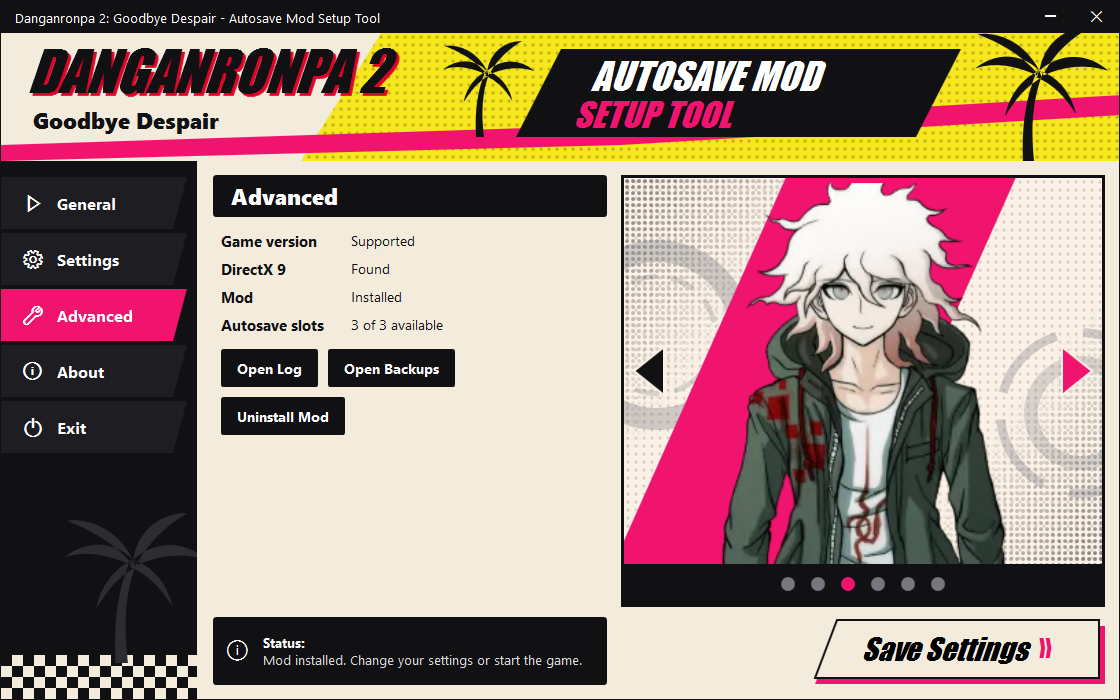 Danganronpa 2: Goodbye Despair - Autosave Mod Setup Tool
DANGANRONPA 2
Goodbye Despair
AUTOSAVE MOD
SETUP TOOL
General
Settings
Advanced
About
Exit
Advanced
Game version Supported
DirectX 9 Found
Mod Installed
Autosave slots 3 of 3 available
Open Log Open Backups
Uninstall Mod
Status:
Mod installed. Change your settings or start the game.
Save Settings